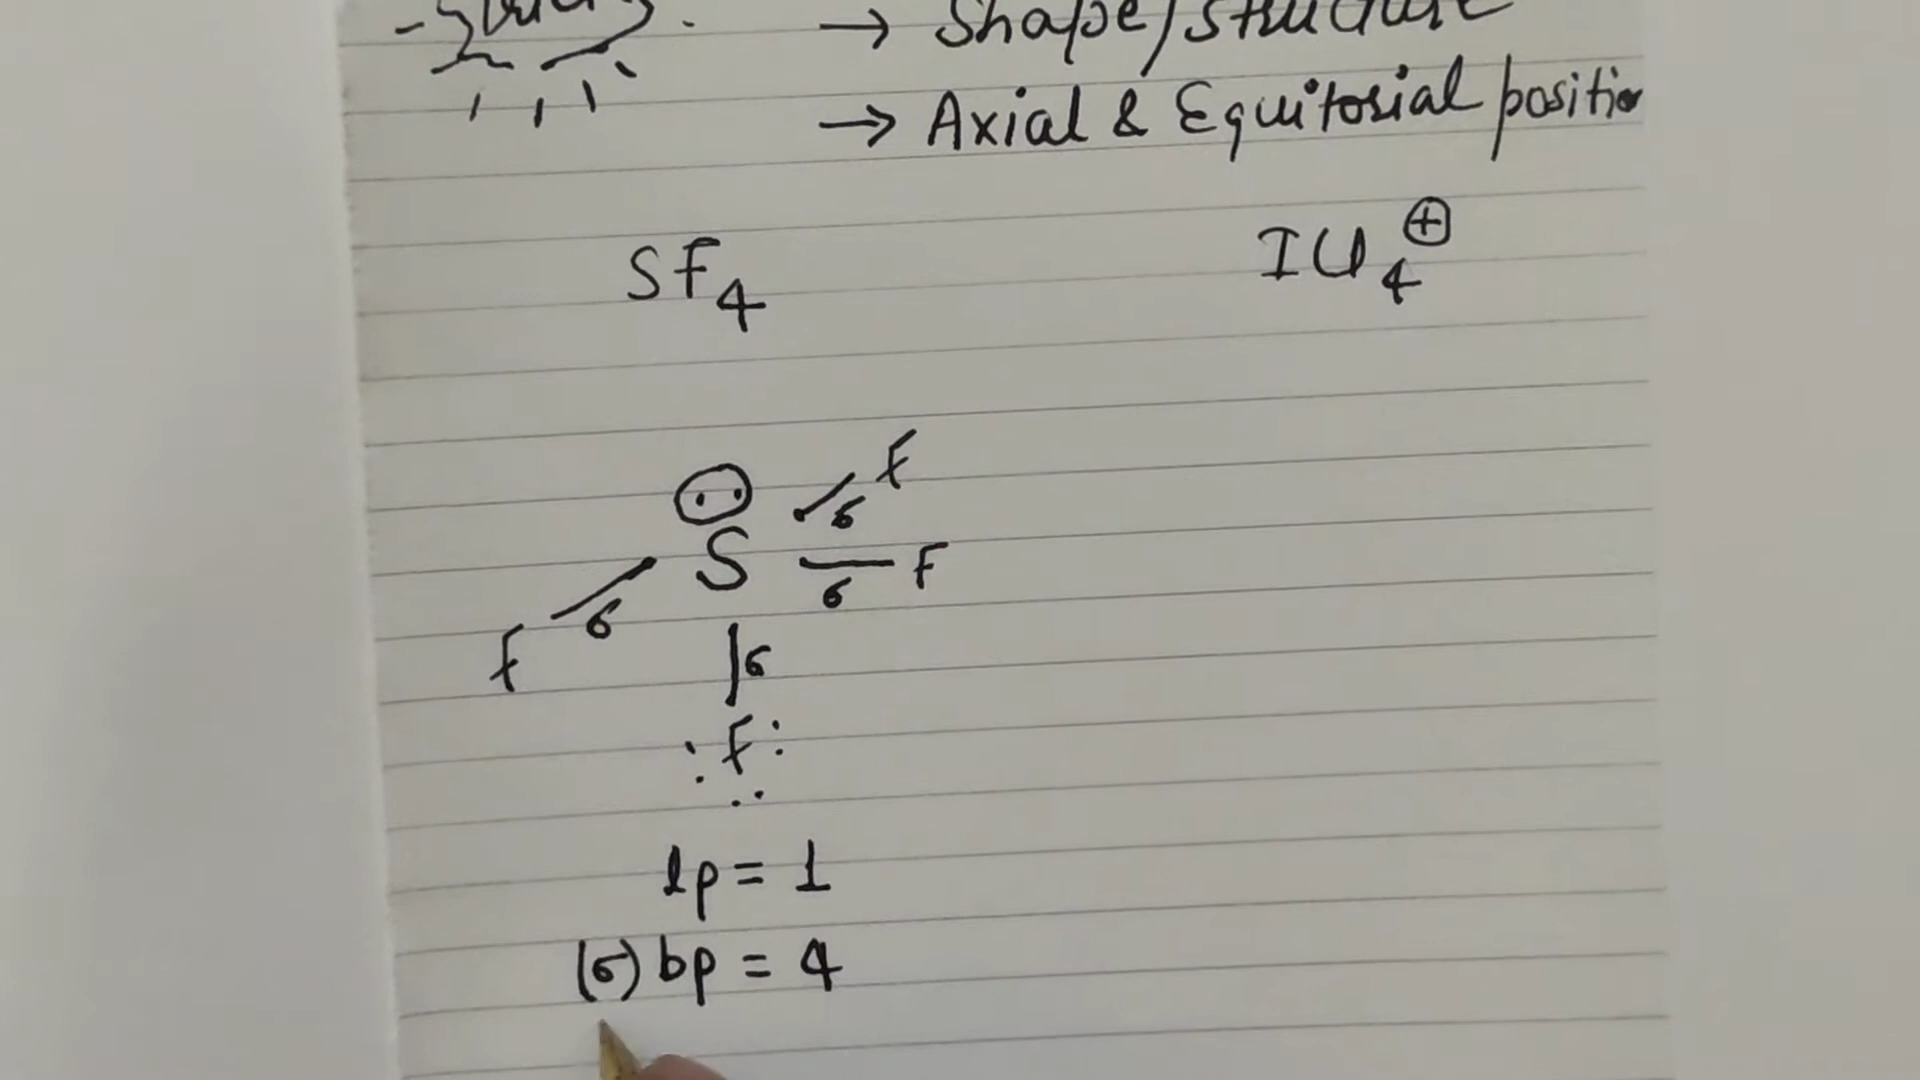 → Shape/structure
→ Axial & Equitorial position
SF4 ICl4⊕
F
S F
σ
σ
σ
F
σ
F
lp = 1
(σ) bp = 4